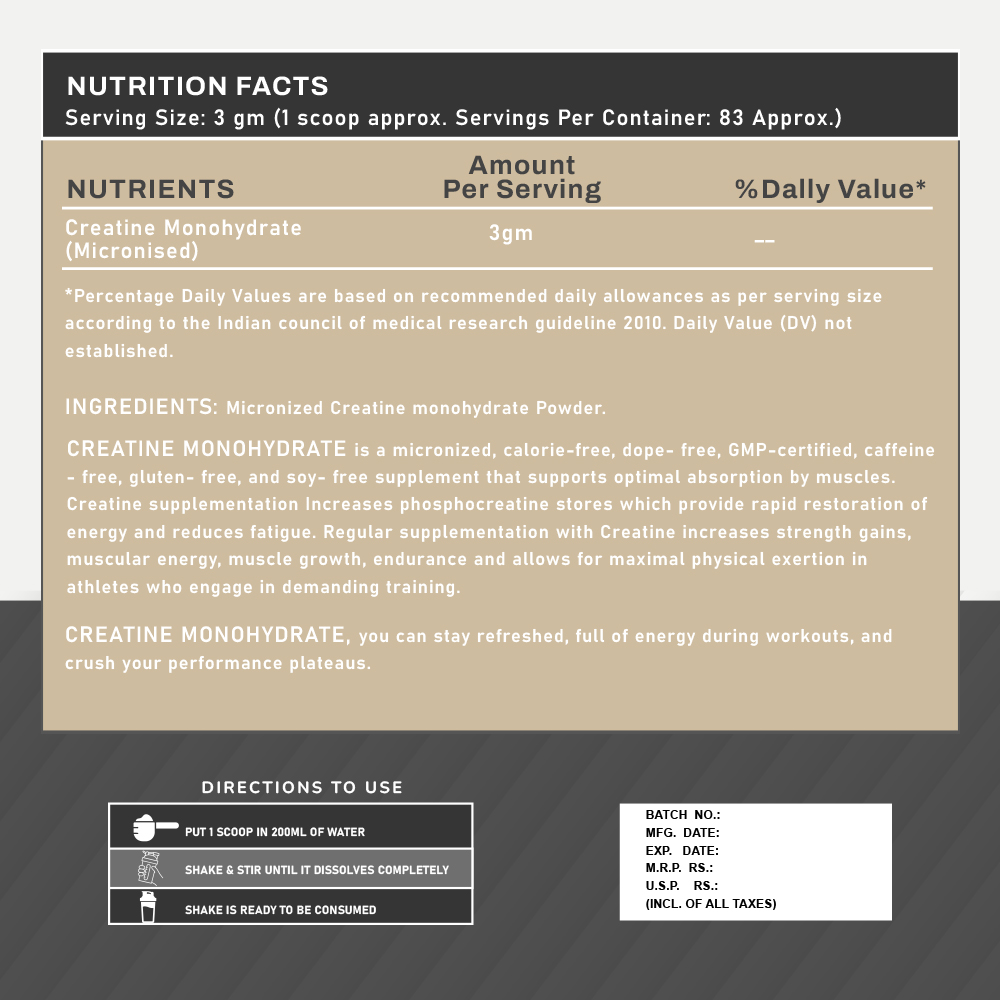 NUTRITION FACTS
Serving Size: 3 gm (1 scoop approx. Servings Per Container: 83 Approx.)
NUTRIENTS
Amount
Per Serving
%Dally Value*
Creatine Monohydrate
(Micronised)
3gm
__
*Percentage Daily Values are based on recommended daily allowances as per serving size
according to the Indian council of medical research guideline 2010. Daily Value (DV) not
established.
INGREDIENTS: Micronized Creatine monohydrate Powder.
CREATINE MONOHYDRATE is a micronized, calorie-free, dope- free, GMP-certified, caffeine
- free, gluten- free, and soy- free supplement that supports optimal absorption by muscles.
Creatine supplementation Increases phosphocreatine stores which provide rapid restoration of
energy and reduces fatigue. Regular supplementation with Creatine increases strength gains,
muscular energy, muscle growth, endurance and allows for maximal physical exertion in
athletes who engage in demanding training.
CREATINE MONOHYDRATE, you can stay refreshed, full of energy during workouts, and
crush your performance plateaus.
DIRECTIONS TO USE
PUT 1 SCOOP IN 200ML OF WATER
SHAKE & STIR UNTIL IT DISSOLVES COMPLETELY
SHAKE IS READY TO BE CONSUMED
BATCH NO.:
MFG. DATE:
EXP. DATE:
M.R.P. RS.:
U.S.P. RS.:
(INCL. OF ALL TAXES)